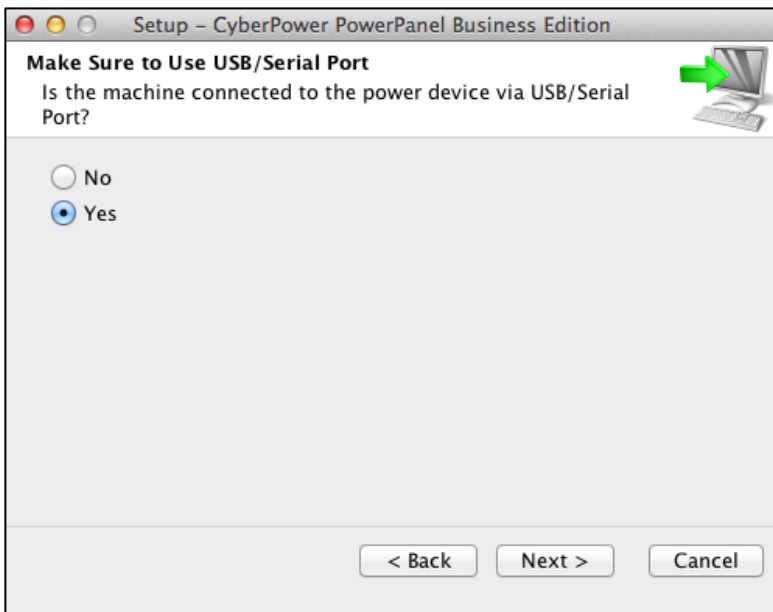 Setup – CyberPower PowerPanel Business Edition
Make Sure to Use USB/Serial Port
Is the machine connected to the power device via USB/Serial
Port?
No
Yes
< Back Next > Cancel